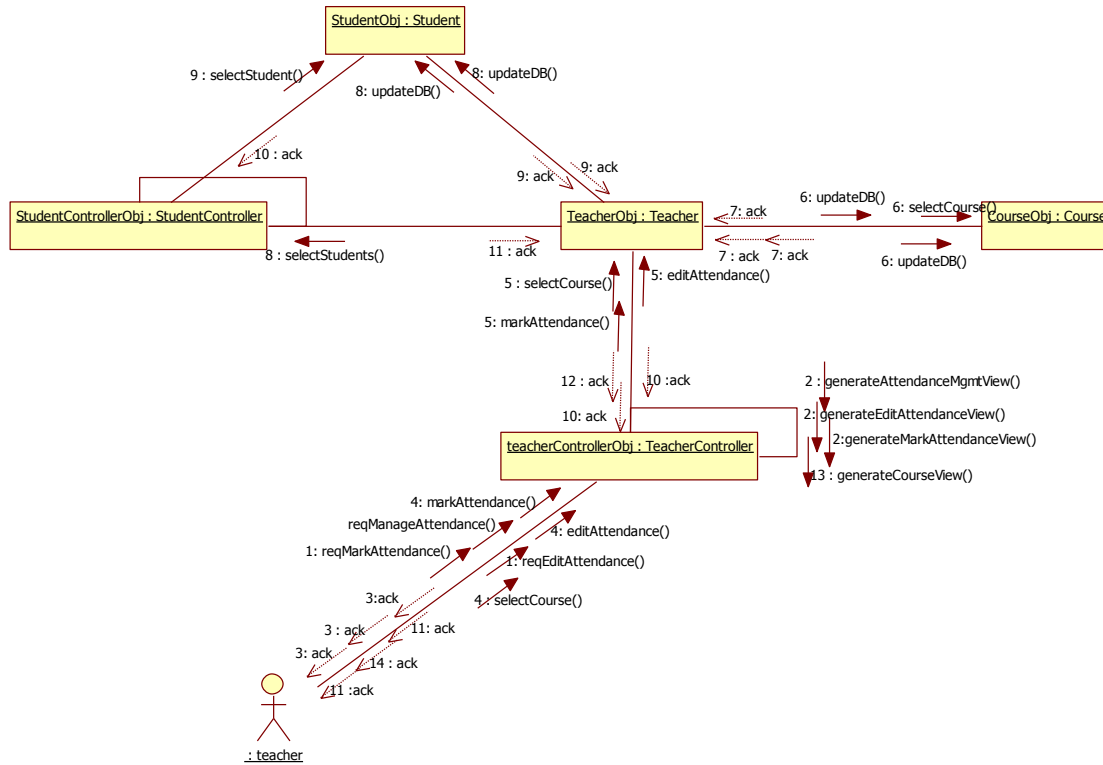 StudentObj : Student
9 : selectStudent()
8: updateDB()
8: updateDB()
10 : ack
9: ack
9: ack
StudentControllerObj : StudentController
TeacherObj : Teacher
CourseObj : Course
7: ack
6: updateDB()
6: selectCourse()
8 : selectStudents()
11: ack
7 : ack
7: ack
6: updateDB()
5 : selectCourse()
5: editAttendance()
5: markAttendance()
12 : ack
10 :ack
10: ack
2 : generateAttendanceMgmtView()
2: generateEditAttendanceView()
2:generateMarkAttendanceView()
13: generateCourseView()
teacherControllerObj : TeacherController
4: markAttendance()
reqManageAttendance()
4: editAttendance()
1: reqMarkAttendance()
1: reqEditAttendance()
3:ack
4 : selectCourse()
3 : ack
11: ack
3: ack
14 : ack
11 :ack
: teacher